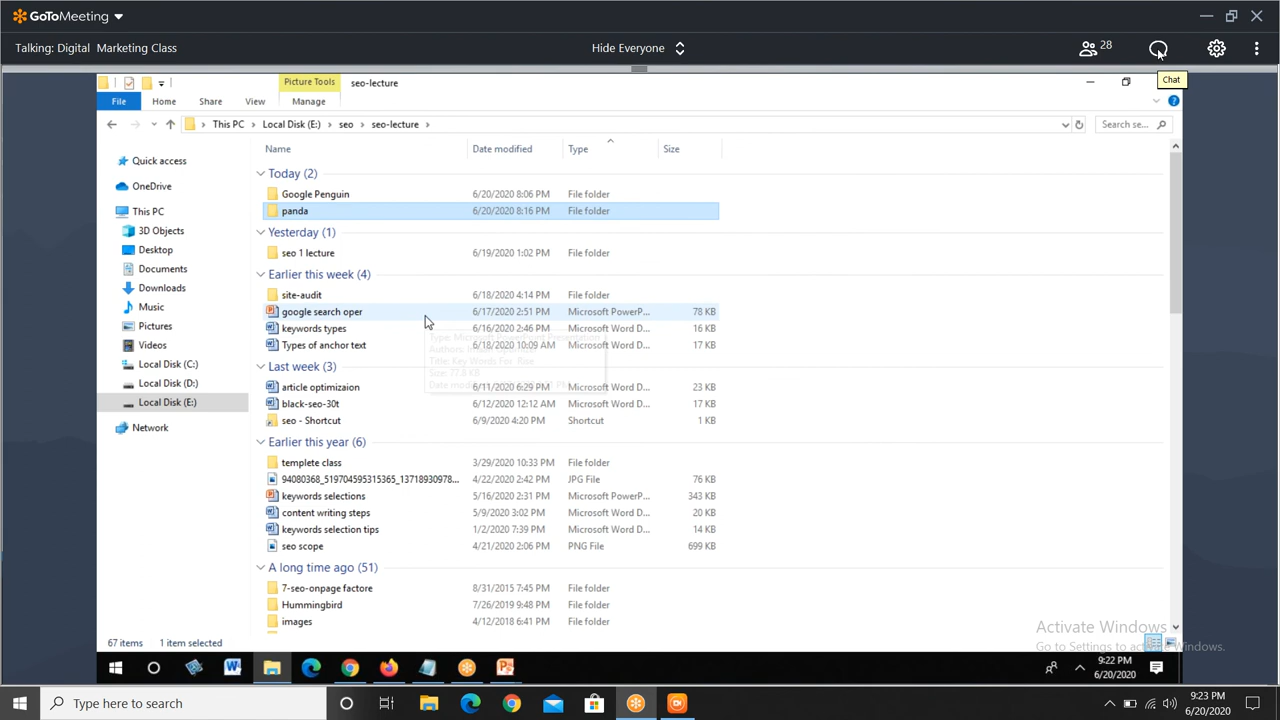 GoToMeeting
Talking: Digital Marketing Class
Hide Everyone
28
Chat
Picture Tools
seo-lecture
File
Home
Share
View
Manage
This PC > Local Disk (E:) > seo > seo-lecture >
Search se...
Name
Date modified
Type
Size
Quick access
OneDrive
This PC
3D Objects
Desktop
Documents
Downloads
Music
Pictures
Videos
Local Disk (C:)
Local Disk (D:)
Local Disk (E:)
Network
Today (2)
Google Penguin 6/20/2020 8:06 PM File folder
panda 6/20/2020 8:16 PM File folder
Yesterday (1)
seo 1 lecture 6/19/2020 1:02 PM File folder
Earlier this week (4)
site-audit 6/18/2020 4:14 PM File folder
google search oper 6/17/2020 2:51 PM Microsoft PowerP... 78 KB
keywords types 6/16/2020 2:46 PM Microsoft Word D... 16 KB
Types of anchor text 6/18/2020 10:09 AM Microsoft Word D... 17 KB
Last week (3)
article optimizaion 6/11/2020 6:29 PM Microsoft Word D... 23 KB
black-seo-30t 6/12/2020 12:12 AM Microsoft Word D... 17 KB
seo - Shortcut 6/9/2020 4:20 PM Shortcut 1 KB
Earlier this year (6)
templete class 3/29/2020 10:33 PM File folder
94080368_519704595315365_13718930978... 4/22/2020 2:42 PM JPG File 76 KB
keywords selections 5/16/2020 2:31 PM Microsoft PowerP... 343 KB
content writing steps 5/9/2020 3:02 PM Microsoft Word D... 20 KB
keywords selection tips 1/2/2020 7:39 PM Microsoft Word D... 14 KB
seo scope 4/21/2020 2:06 PM PNG File 699 KB
A long time ago (51)
7-seo-onpage factore 8/31/2015 7:45 PM File folder
Hummingbird 7/26/2019 9:48 PM File folder
images 4/12/2018 6:41 PM File folder
67 items
1 item selected
Activate Windows
Go to Settings to activate Windows.
9:22 PM
6/20/2020
Type here to search
9:23 PM
6/20/2020